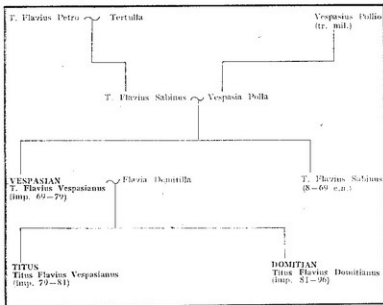 T. Flavius Petro Tertulla
Vespasius Pollio
(tr. mil.)
T. Flavius Sabinus Vespasia Polla
VESPASIAN
T. Flavius Vespasianus
(imp. 69–79)
Flavia Domitilla
T. Flavius Sabinus
(8–69 e.n.)
TITUS
Titus Flavius Vespasianus
(imp. 79–81)
DOMITIAN
Titus Flavius Domitianus
(imp. 81–96)